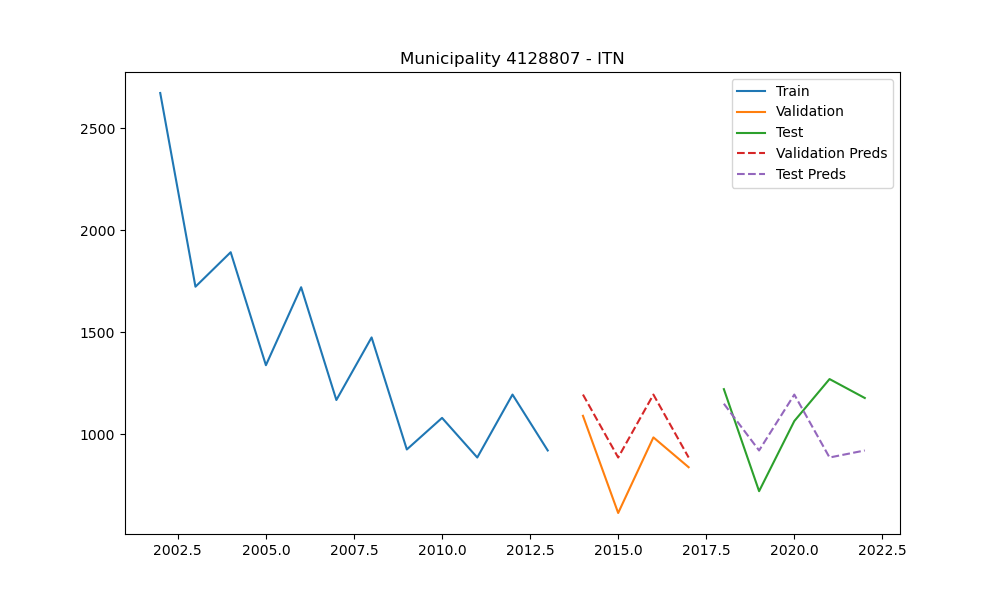 Municipality 4128807 - ITN
Train
Validation
Test
Validation Preds
Test Preds
2500
2000
1500
1000
2002.5 2005.0 2007.5 2010.0 2012.5 2015.0 2017.5 2020.0 2022.5